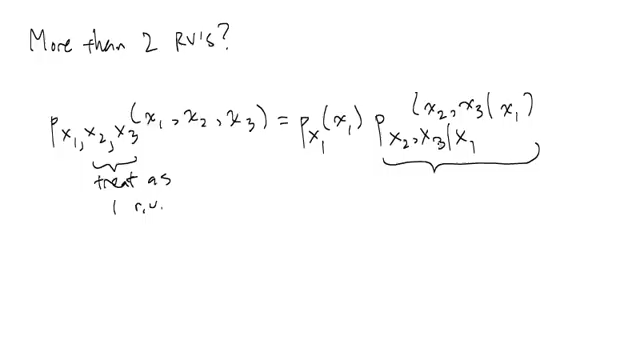 More than 2 RV's?
p_{X_1,X_2,X_3}(x_1, x_2, x_3) = p_{X_1}(x_1) p_{X_2,X_3|X_1}(x_2, x_3 | x_1)
treat as
1 r.v.